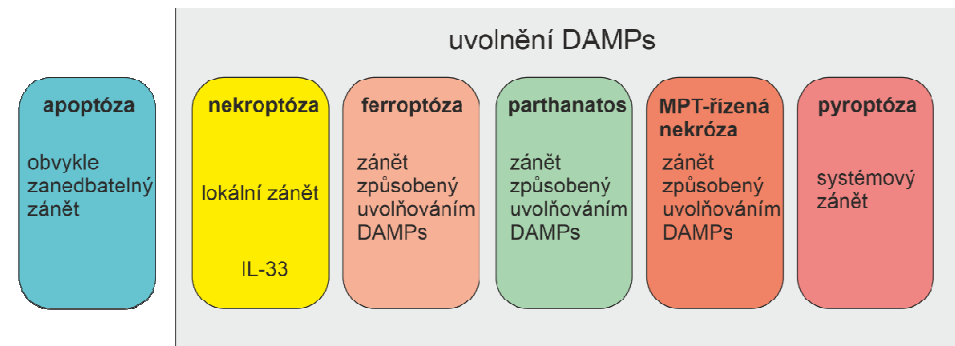 uvolnění DAMPs
apoptóza
obvykle
zanedbatelný
zánět
nekroptóza
lokální zánět
IL-33
ferroptóza
zánět
způsobený
uvolňováním
DAMPs
parthanatos
zánět
způsobený
uvolňováním
DAMPs
MPT-řízená
nekróza
zánět
způsobený
uvolňováním
DAMPs
pyroptóza
systémový
zánět